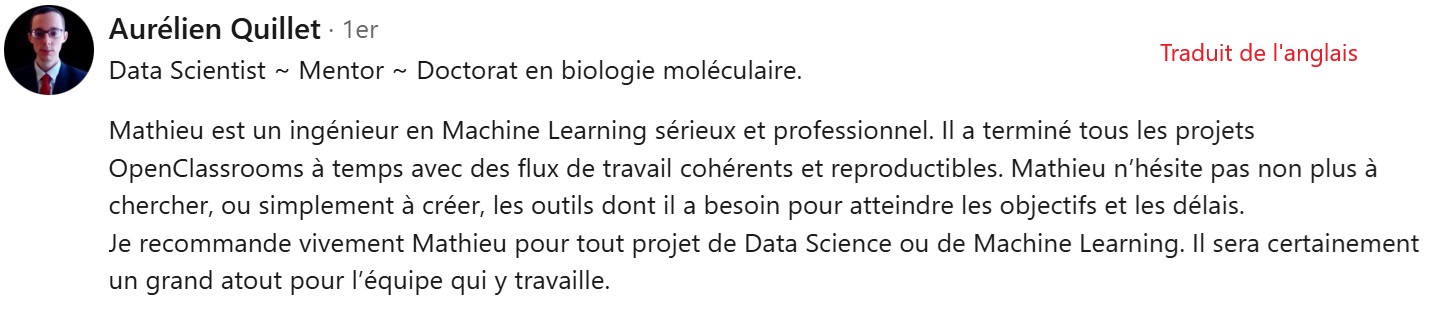 Aurélien Quillet · 1er
Data Scientist ~ Mentor ~ Doctorat en biologie moléculaire.
Traduit de l'anglais
Mathieu est un ingénieur en Machine Learning sérieux et professionnel. Il a terminé tous les projets
OpenClassrooms à temps avec des flux de travail cohérents et reproductibles. Mathieu n’hésite pas non plus à
chercher, ou simplement à créer, les outils dont il a besoin pour atteindre les objectifs et les délais.
Je recommande vivement Mathieu pour tout projet de Data Science ou de Machine Learning. Il sera certainement
un grand atout pour l’équipe qui y travaille.